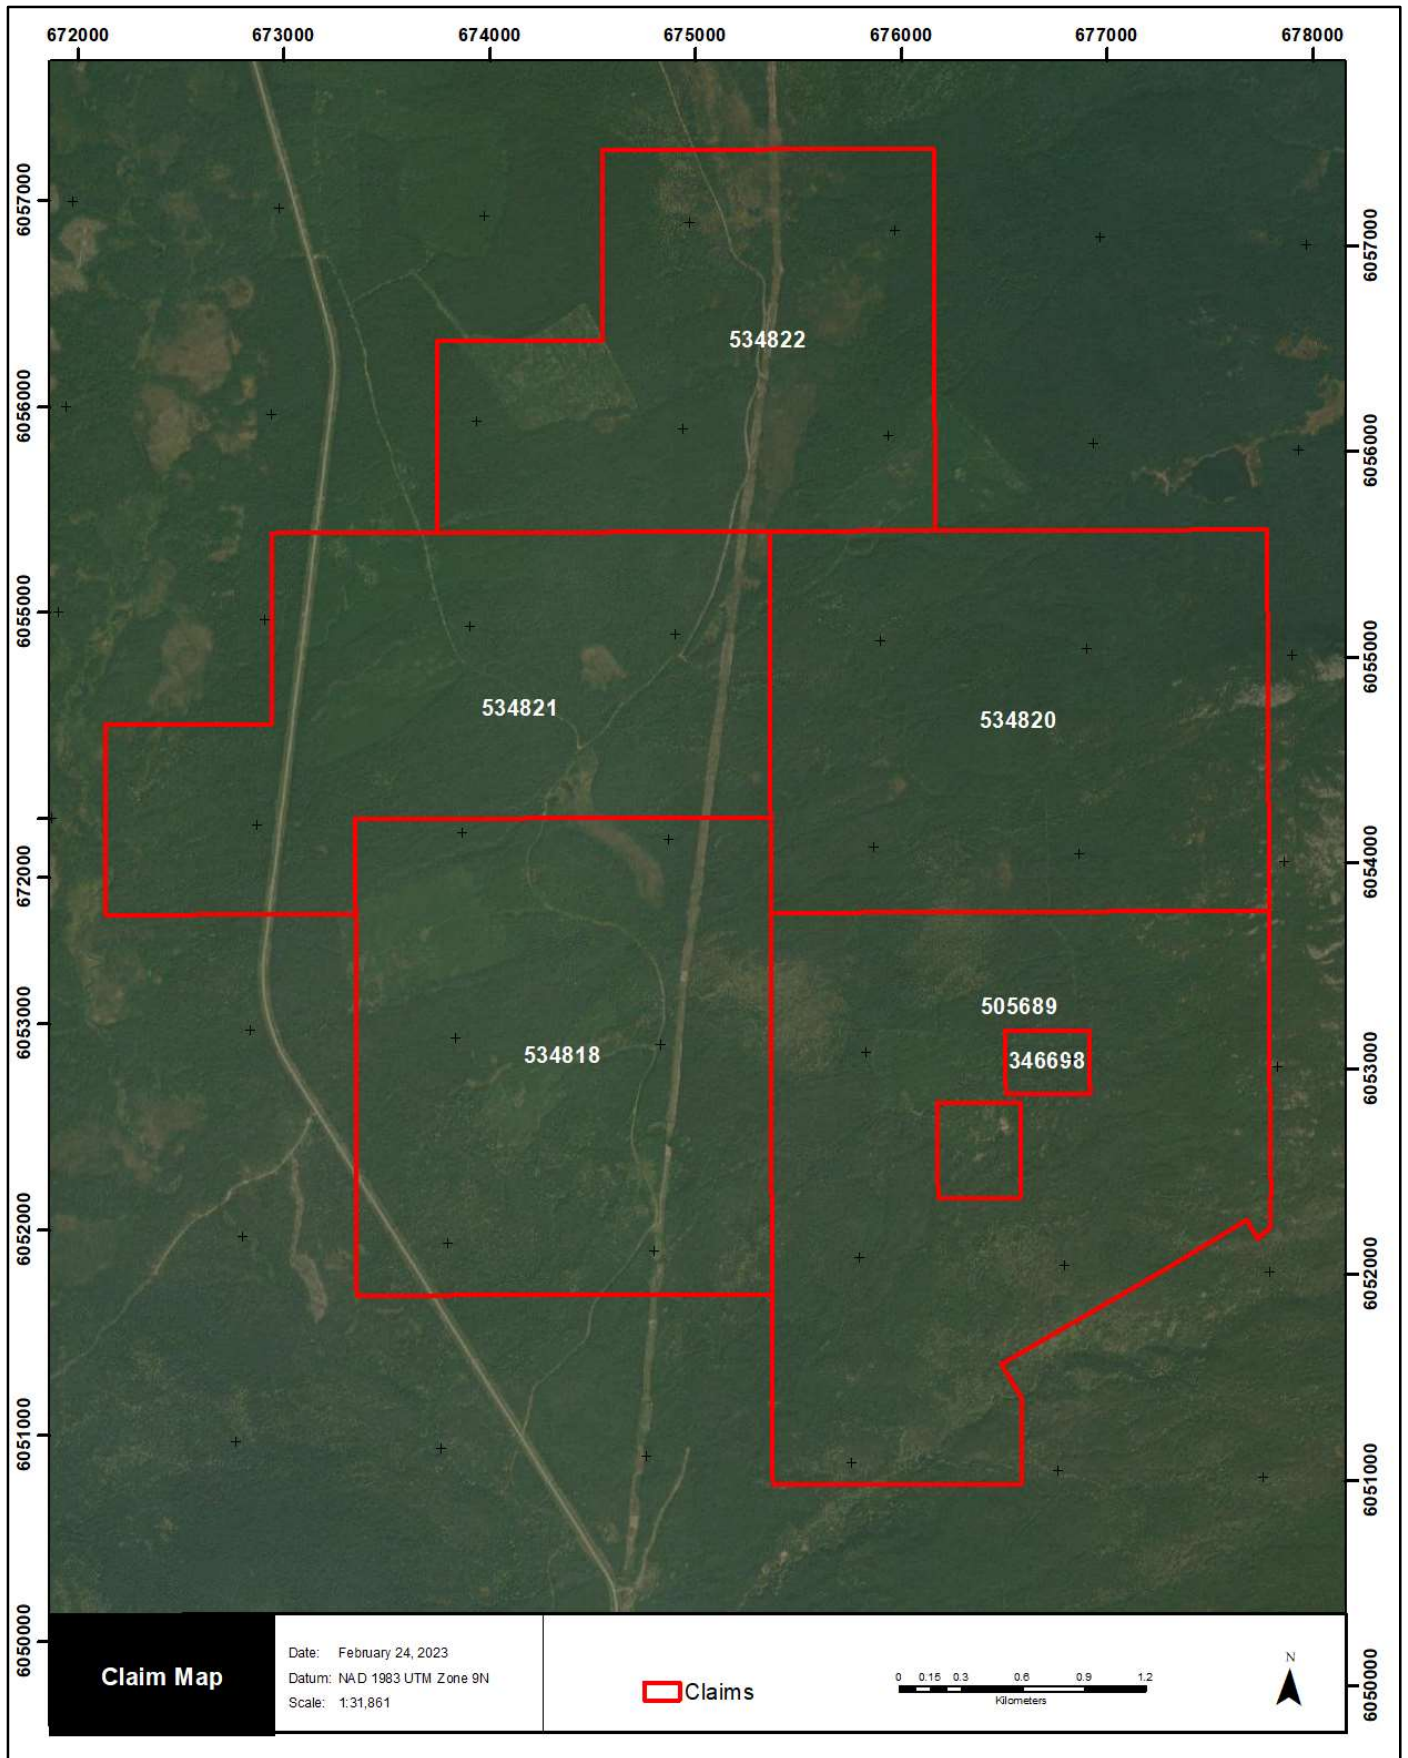 672000 673000 674000 675000 676000 677000 678000
6057000
6057000
534822
6056000
6056000
6055000
6055000
534821
534820
672000
6054000
505689
6053000
534818
346698
6053000
6052000
6052000
6051000
6051000
6050000
6050000
Claim Map
Date: February 24, 2023
Datum: NAD 1983 UTM Zone 9N
Scale: 1:31,861
Claims
0 0.15 0.3 0.6 0.9 1.2
Kilometers
N